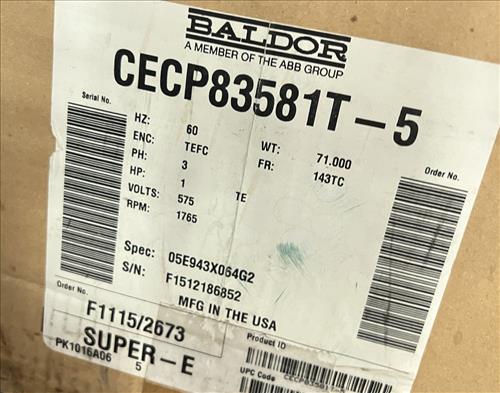 BALDOR
A MEMBER OF THE ABB GROUP
CECP83581T-5
Serial No.
HZ: 60
ENC: TEFC WT: 71.000
PH: 3 FR: 143TC
HP: 1
VOLTS: 575 TE
RPM: 1765
Order No.
Spec: 05E943X064G2
S/N: F1512186852
MFG IN THE USA
Order No.
F1115/2673
SUPER-E
PK1016A06 5
Product ID
UPC Code